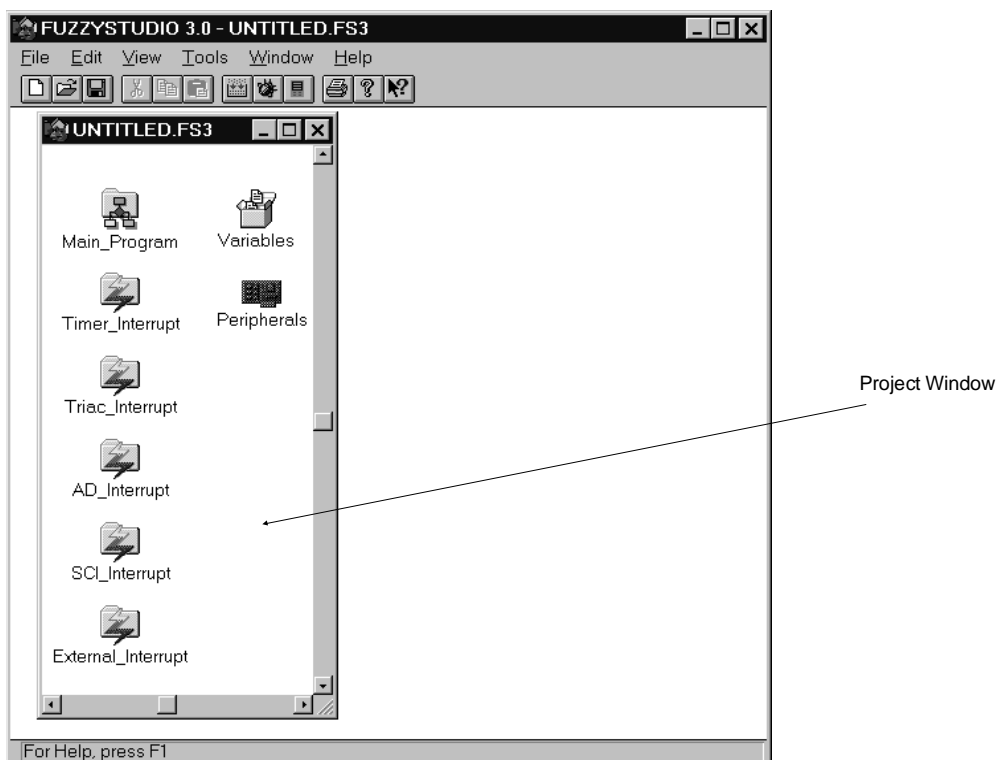 FUZZYSTUDIO 3.0 - UNTITLED.FS3
File Edit View Tools Window Help
UNTITLED.FS3
Main_Program Variables
Timer_Interrupt Peripherals
Triac_Interrupt
AD_Interrupt
SCI_Interrupt
External_Interrupt
Project Window
For Help, press F1